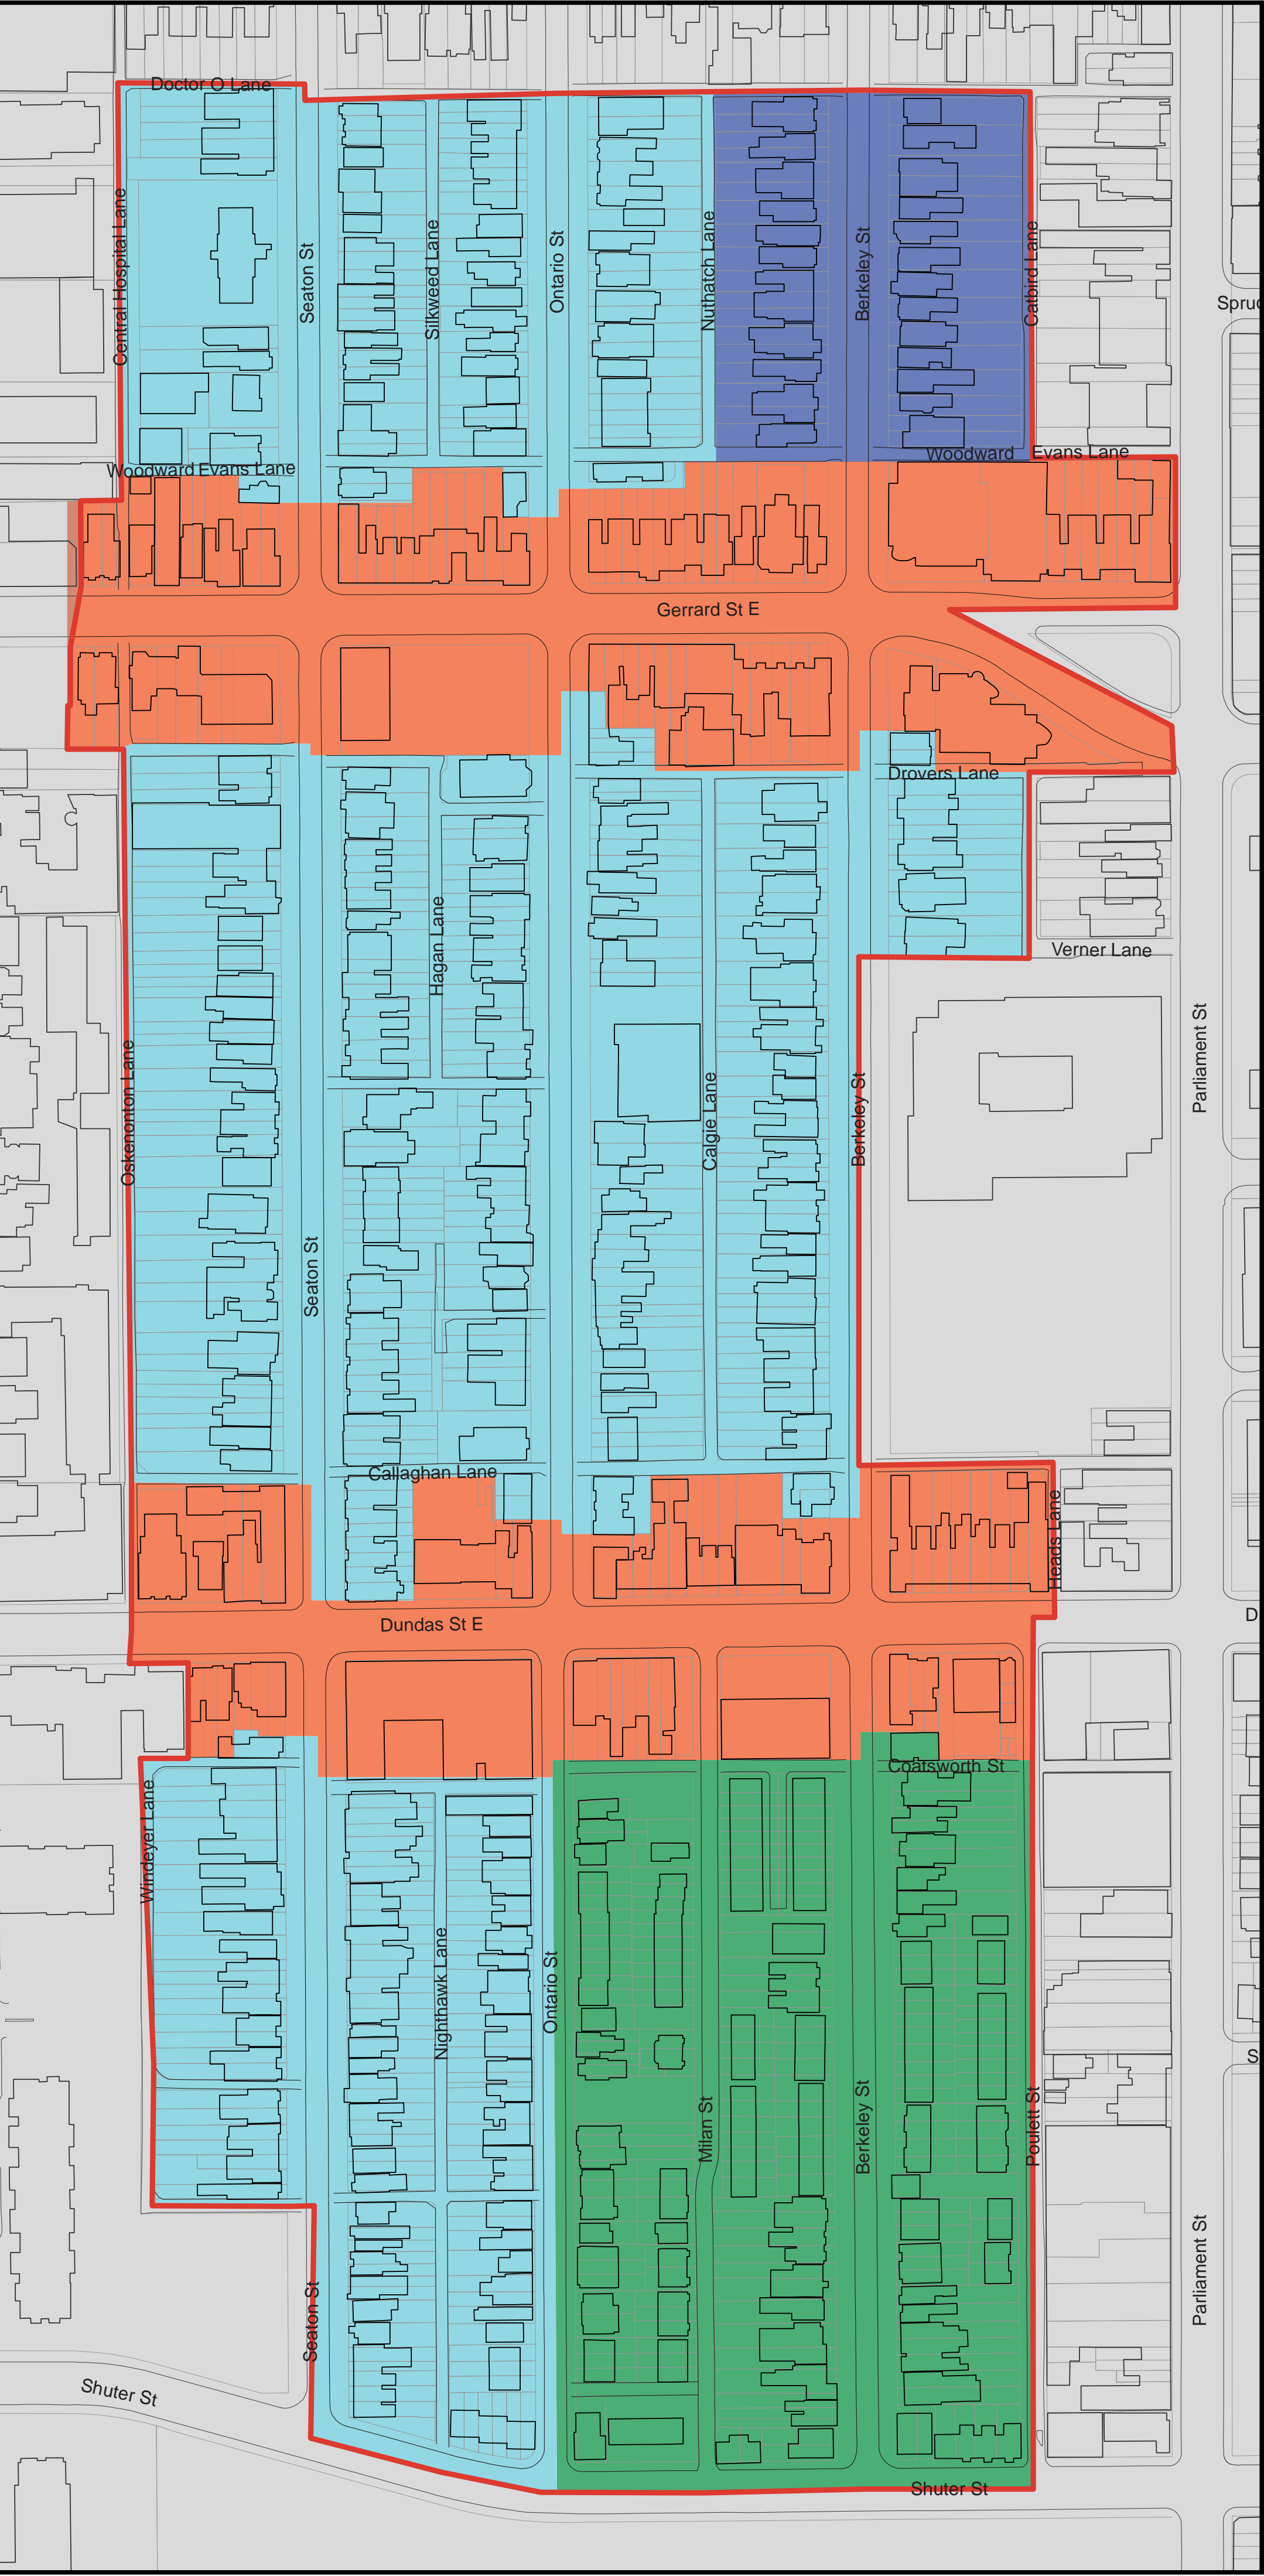 Doctor O Lane
Central Hospital Lane
Seaton St
Silkweed Lane
Ontario St
Nuthatch Lane
Berkeley St
Catbird Lane
Spruc
Woodward Evans Lane
Woodward Evans Lane
Gerrard St E
Drovers Lane
Hagan Lane
Verner Lane
Oskenonton Lane
Calgie Lane
Berkeley St
Parliament St
Seaton St
Callaghan Lane
Heads Lane
Dundas St E
D
Coatsworth St
Windeyer Lane
Nighthawk Lane
Ontario St
S
Milan St
Berkeley St
Poulett St
Parliament St
Seaton St
Shuter St
Shuter St